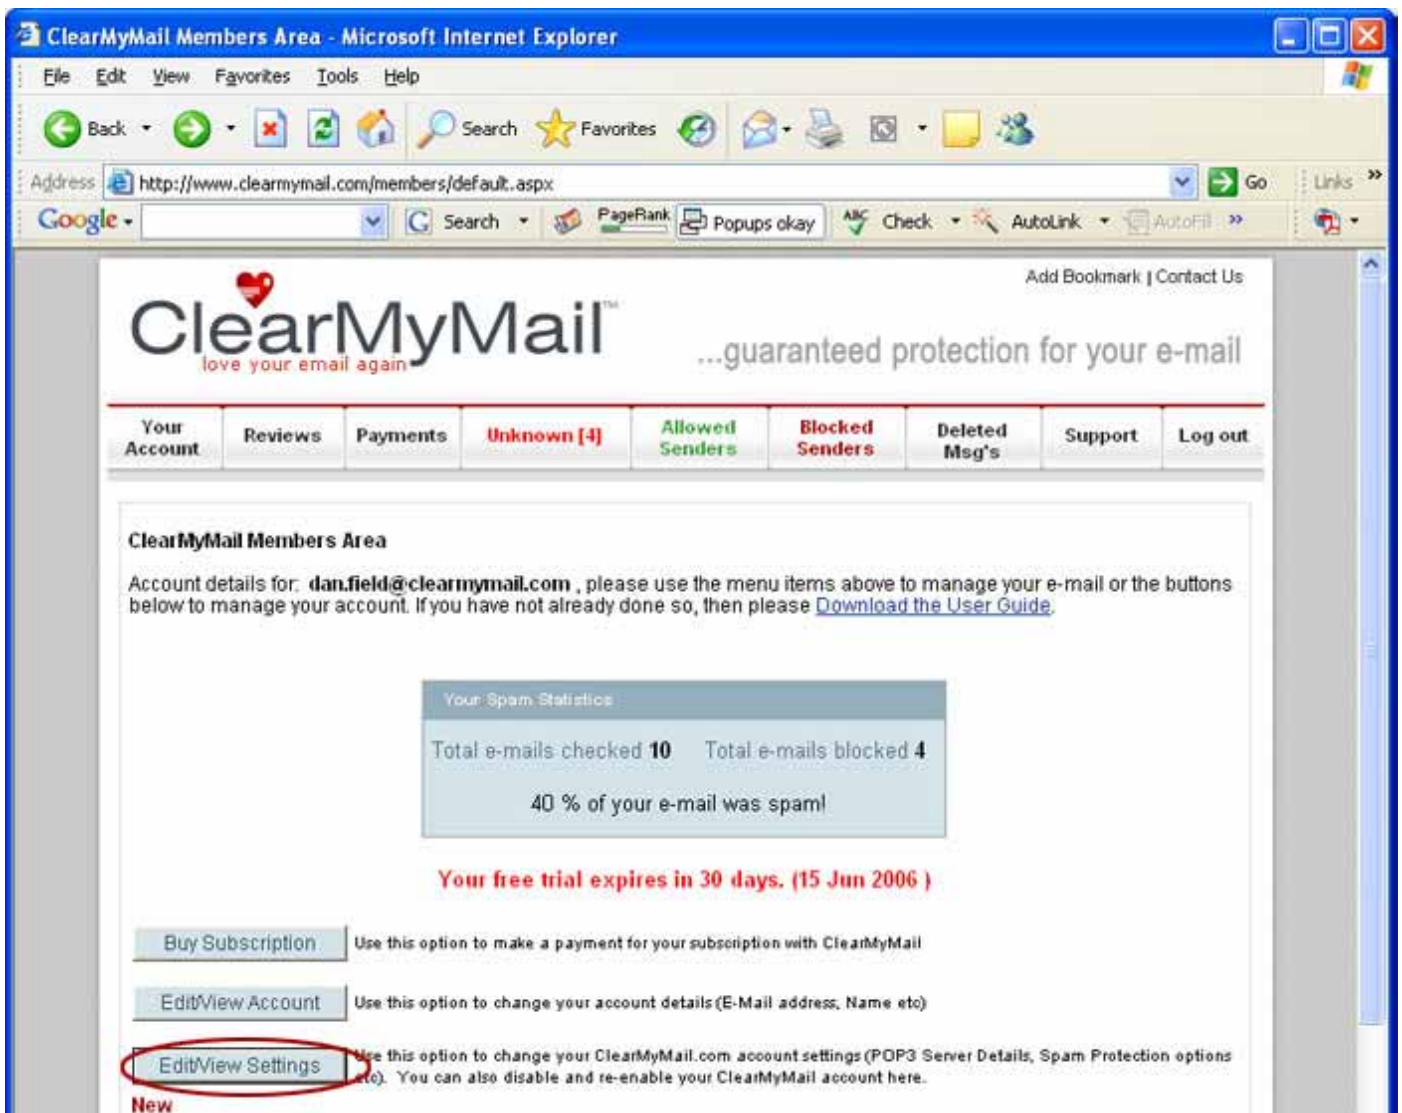 ClearMyMail Members Area - Microsoft Internet Explorer
File Edit View Favorites Tools Help
Back Search Favorites
Address http://www.clearmymail.com/members/default.aspx Go Links »
Google Search PageRank Popups okay ABC Check AutoLink AutoFill »
Add Bookmark | Contact Us
ClearMyMail™
love your email again
...guaranteed protection for your e-mail
Your Account Reviews Payments Unknown [4] Allowed Senders Blocked Senders Deleted Msg's Support Log out
ClearMyMail Members Area
Account details for: dan.field@clearmymail.com , please use the menu items above to manage your e-mail or the buttons
below to manage your account. If you have not already done so, then please Download the User Guide.
Your Spam Statistics
Total e-mails checked 10 Total e-mails blocked 4
40 % of your e-mail was spam!
Your free trial expires in 30 days. (15 Jun 2006 )
Buy Subscription Use this option to make a payment for your subscription with ClearMyMail
Edit/View Account Use this option to change your account details (E-Mail address, Name etc)
Edit/View Settings Use this option to change your ClearMyMail.com account settings (POP3 Server Details, Spam Protection options
etc). You can also disable and re-enable your ClearMyMail account here.
New